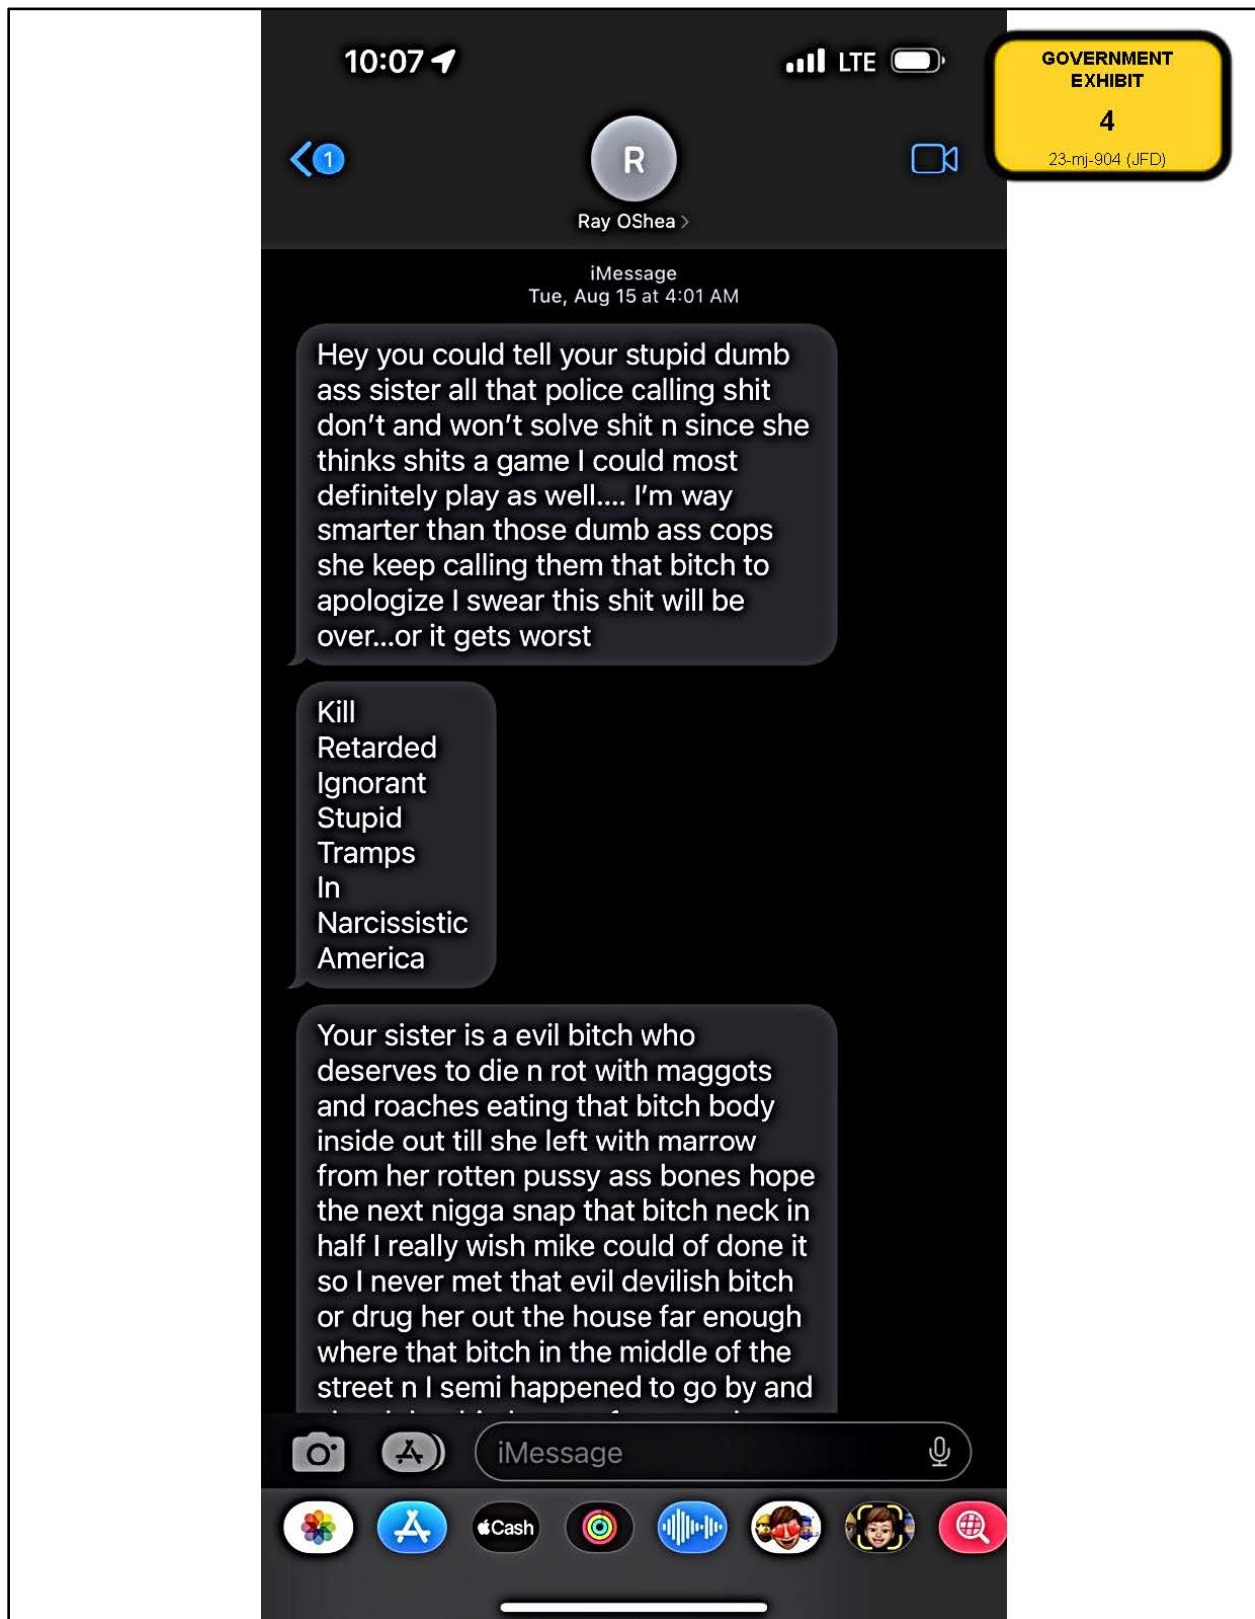 10:07
LTE
GOVERNMENT
EXHIBIT
4
23-mj-904 (JFD)
1
R
Ray OShea
iMessage
Tue, Aug 15 at 4:01 AM
Hey you could tell your stupid dumb
ass sister all that police calling shit
don't and won't solve shit n since she
thinks shits a game I could most
definitely play as well.... I'm way
smarter than those dumb ass cops
she keep calling them that bitch to
apologize I swear this shit will be
over...or it gets worst
Kill
Retarded
Ignorant
Stupid
Tramps
In
Narcissistic
America
Your sister is a evil bitch who
deserves to die n rot with maggots
and roaches eating that bitch body
inside out till she left with marrow
from her rotten pussy ass bones hope
the next nigga snap that bitch neck in
half I really wish mike could of done it
so I never met that evil devilish bitch
or drug her out the house far enough
where that bitch in the middle of the
street n I semi happened to go by and
iMessage
Cash